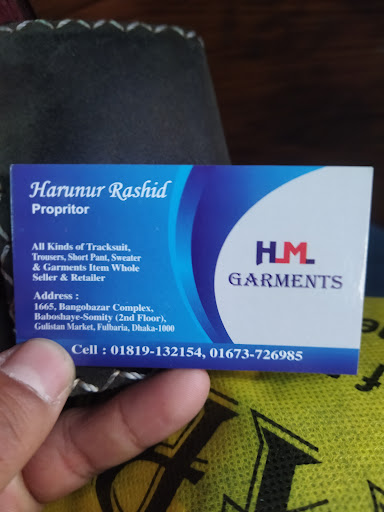 Harunur Rashid
Propritor
All Kinds of Tracksuit,
Trousers, Short Pant, Sweater
& Garments Item Whole
Seller & Retailer
Address :
1665, Bangobazar Complex,
Baboshaye-Somity (2nd Floor),
Gulistan Market, Fulbaria, Dhaka-1000
HML
GARMENTS
Cell : 01819-132154, 01673-726985